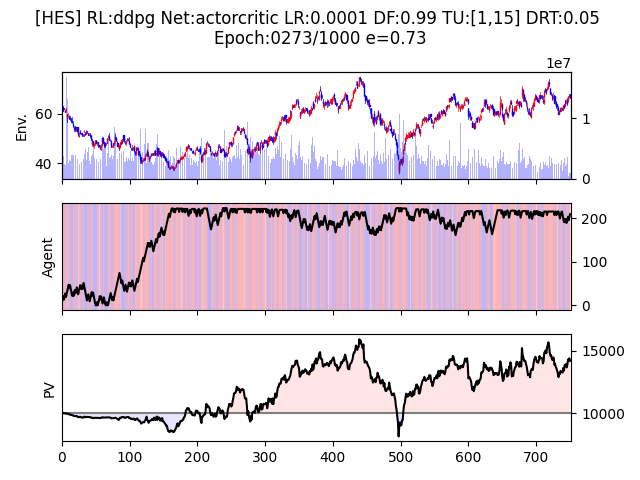 [HES] RL:ddpg Net:actorcritic LR:0.0001 DF:0.99 TU:[1,15] DRT:0.05
Epoch:0273/1000 e=0.73
1e7
Env.
60
40
1
0
Agent
200
100
0
PV
15000
10000
0 100 200 300 400 500 600 700